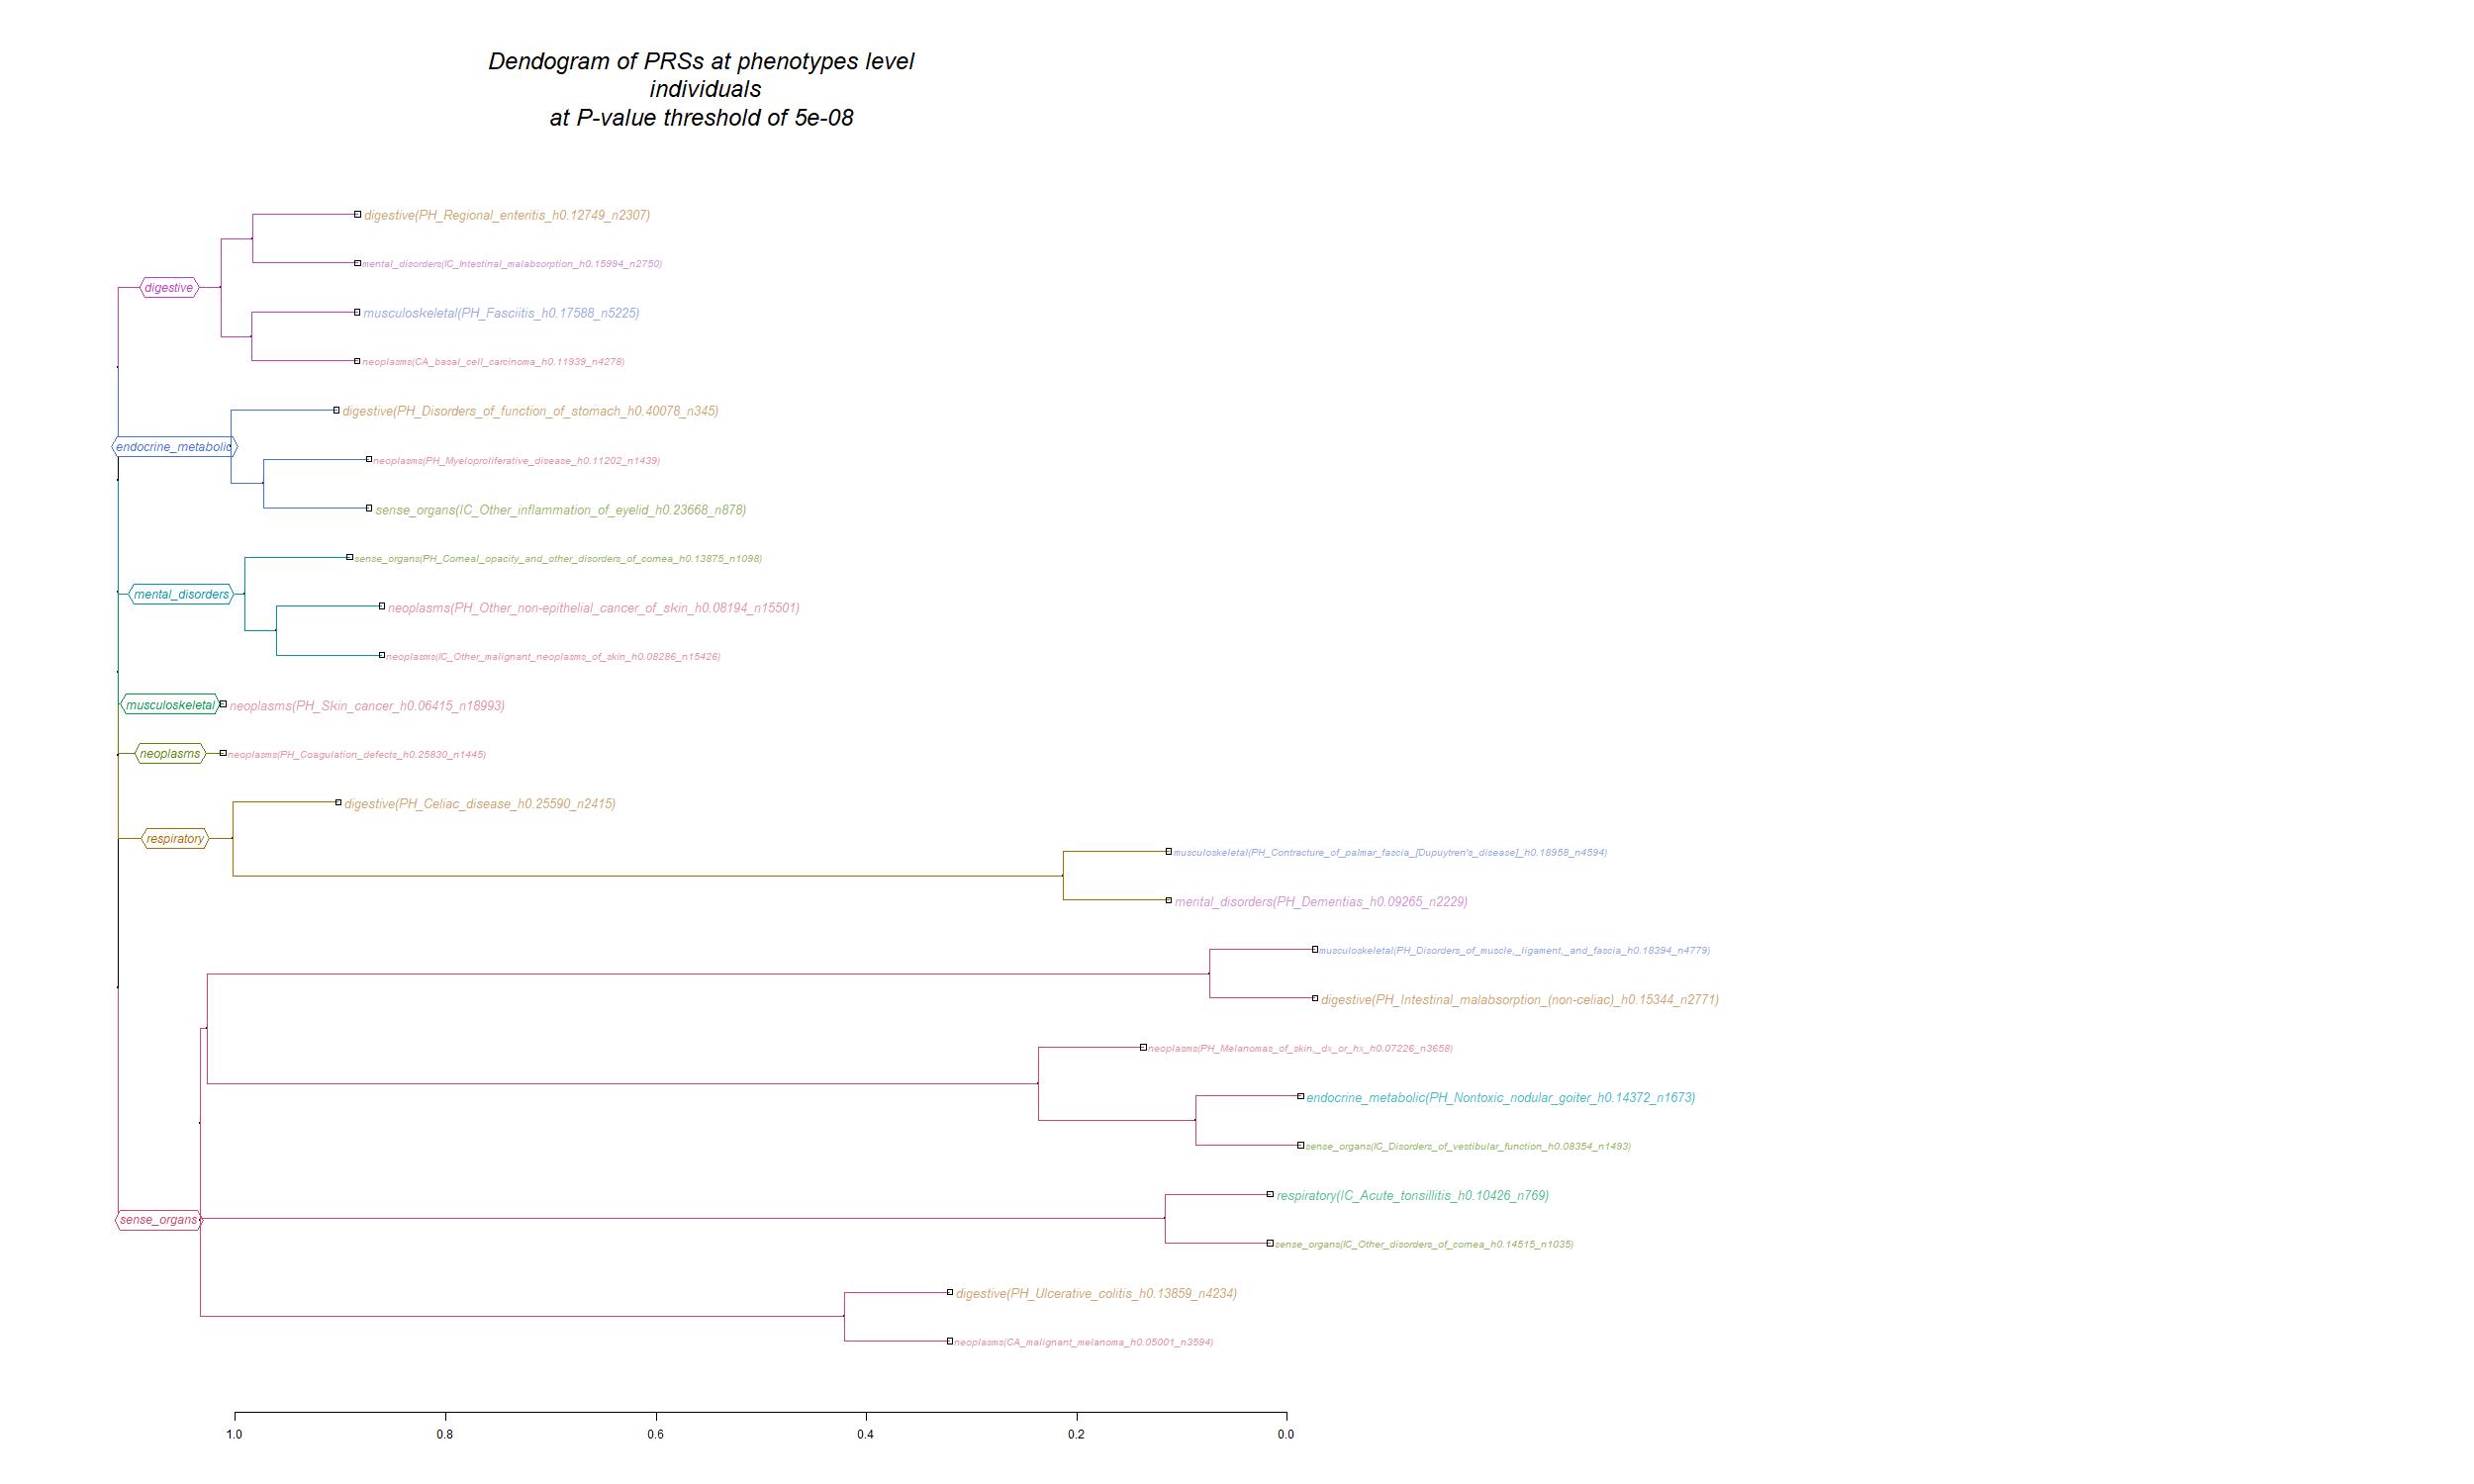 Dendogram of PRSs at phenotypes level
individuals
at P-value threshold of 5e-08
digestive(PH_Regional_enteritis_h0.12749_n2307)
mental_disorders(IC_Intestinal_malabsorption_h0.15994_n2750)
digestive
musculoskeletal(PH_Fasciitis_h0.17588_n5225)
neoplasms(CA_basal_cell_carcinoma_h0.11939_n4278)
digestive(PH_Disorders_of_function_of_stomach_h0.40078_n345)
endocrine_metabolic
neoplasms(PH_Myeloproliferative_disease_h0.11202_n1439)
sense_organs(IC_Other_inflammation_of_eyelid_h0.23668_n878)
sense_organs(PH_Corneal_opacity_and_other_disorders_of_cornea_h0.13875_n1098)
mental_disorders
neoplasms(PH_Other_non-epithelial_cancer_of_skin_h0.08194_n15501)
neoplasms(IC_Other_malignant_neoplasms_of_skin_h0.08286_n15426)
musculoskeletal neoplasms(PH_Skin_cancer_h0.06415_n18993)
neoplasms neoplasms(PH_Coagulation_defects_h0.25830_n1445)
digestive(PH_Celiac_disease_h0.25590_n2415)
respiratory
musculoskeletal(PH_Contracture_of_palmar_fascia_[Dupuytren's_disease]_h0.18958_n4594)
mental_disorders(PH_Dementias_h0.09265_n2229)
musculoskeletal(PH_Disorders_of_muscle,_ligament,_and_fascia_h0.18394_n4779)
digestive(PH_Intestinal_malabsorption_(non-celiac)_h0.15344_n2771)
neoplasms(PH_Melanomas_of_skin,_dx_or_hx_h0.07226_n3658)
endocrine_metabolic(PH_Nontoxic_nodular_goiter_h0.14372_n1673)
sense_organs(IC_Disorders_of_vestibular_function_h0.08354_n1493)
respiratory(IC_Acute_tonsillitis_h0.10426_n769)
sense_organs
sense_organs(IC_Other_disorders_of_cornea_h0.14515_n1035)
digestive(PH_Ulcerative_colitis_h0.13859_n4234)
neoplasms(CA_malignant_melanoma_h0.05001_n3594)
1.0 0.8 0.6 0.4 0.2 0.0